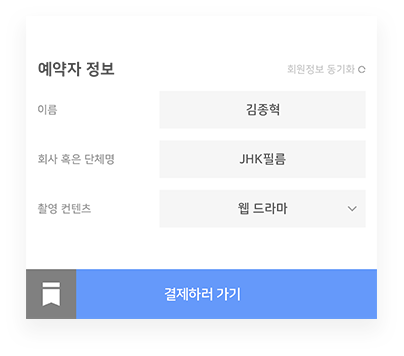 예약자 정보
회원정보 동기화
이름
김종혁
회사 혹은 단체명
JHK필름
촬영 컨텐츠
웹 드라마
결제하러 가기